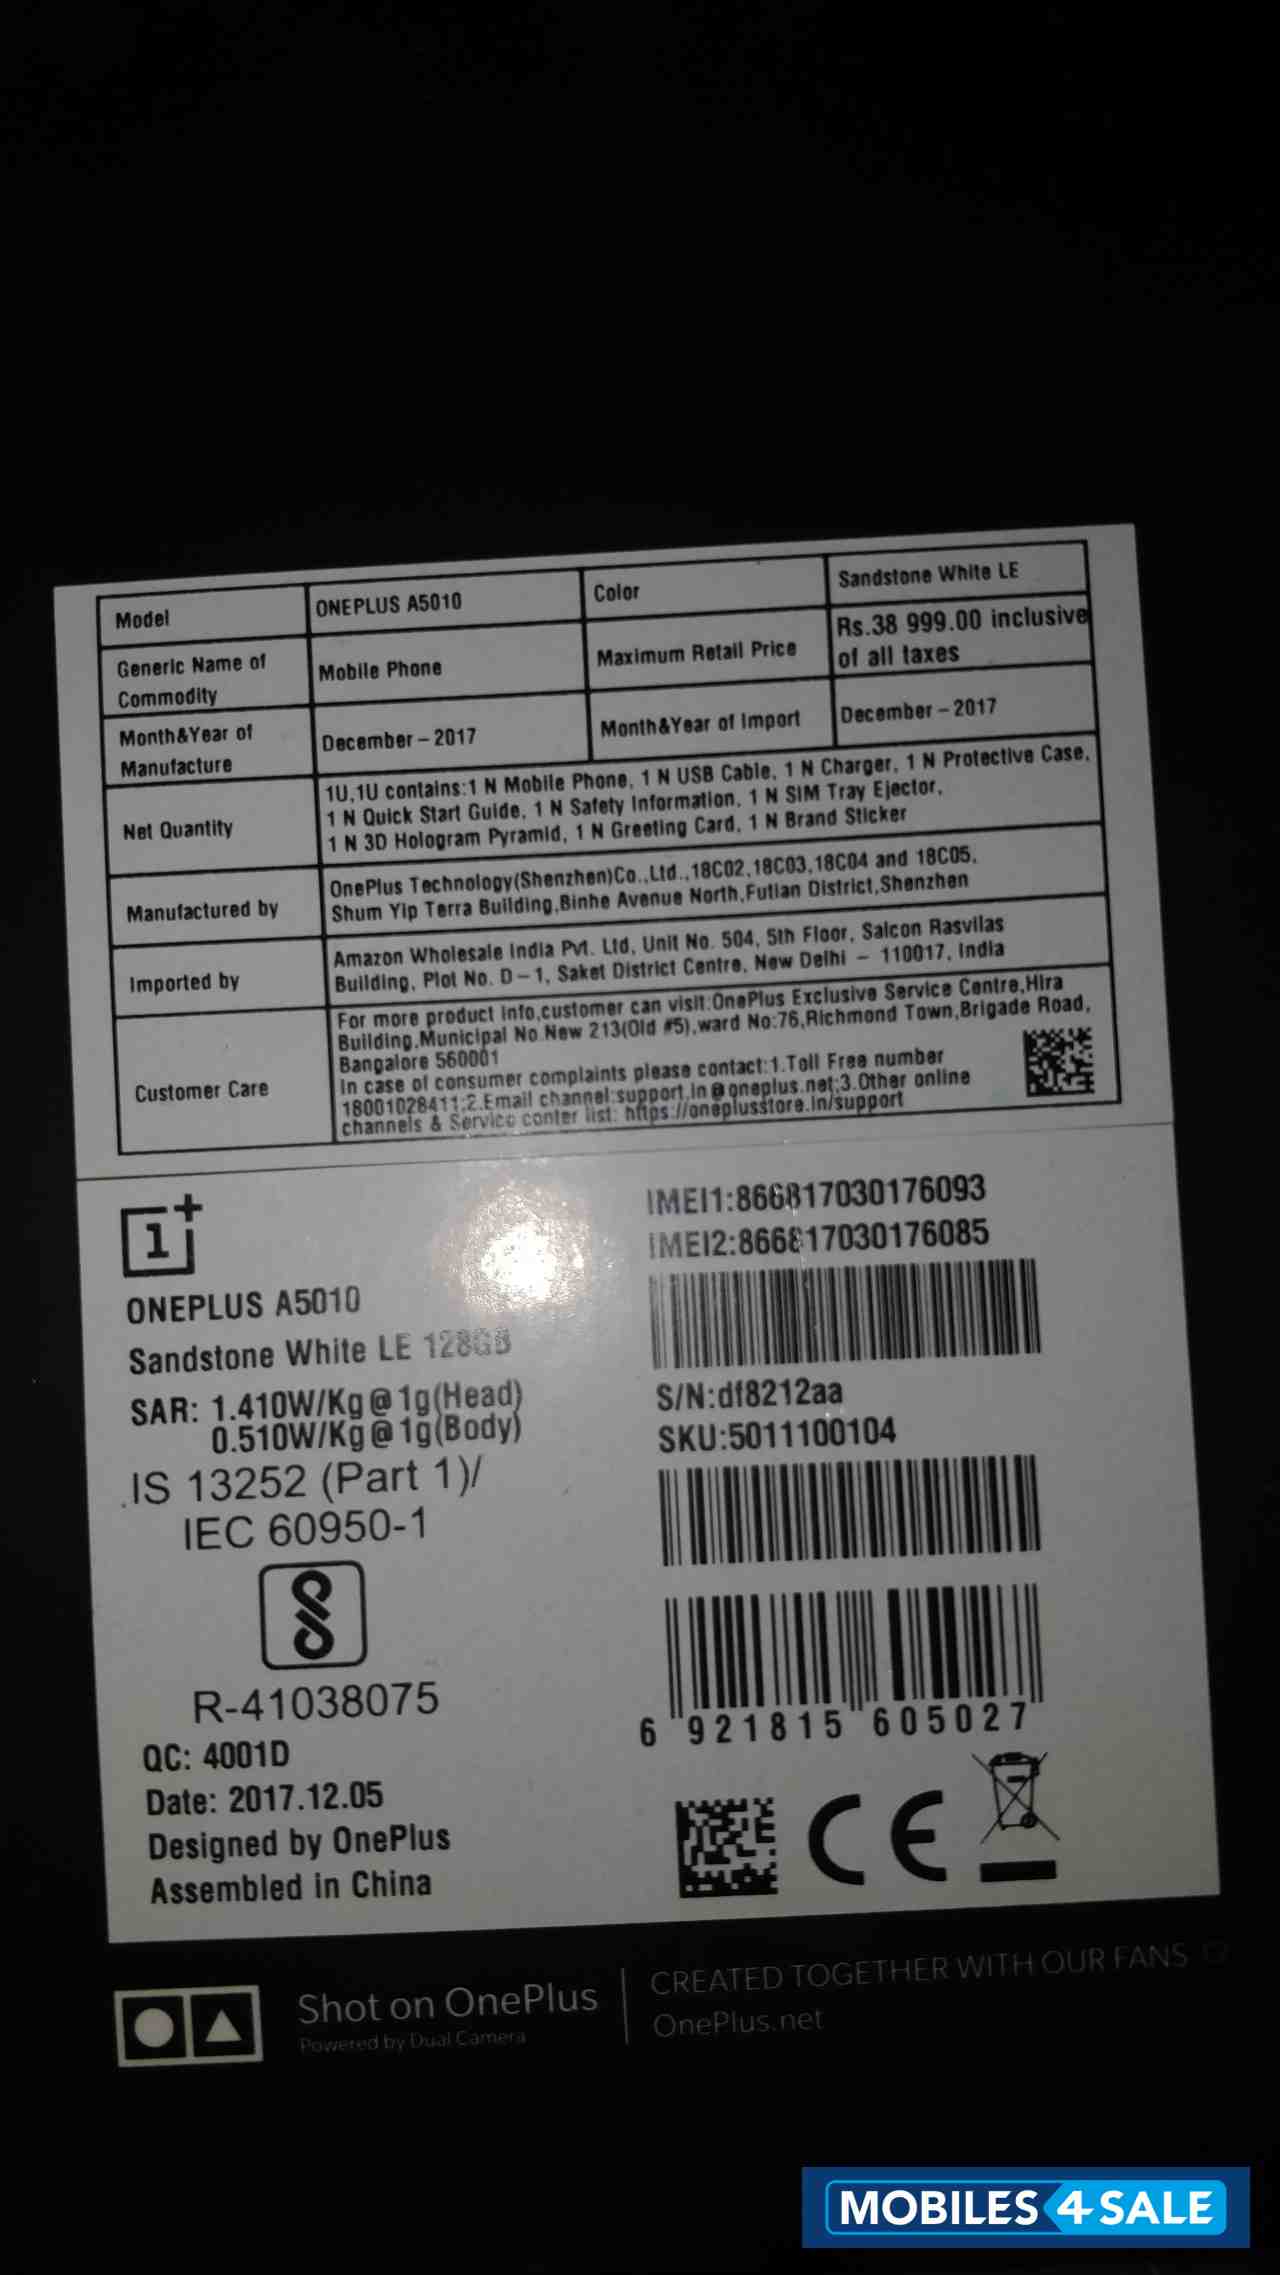 Model ONEPLUS A5010 Color Sandstone White LE
Generic Name of Commodity Mobile Phone Maximum Retail Price Rs.38 999.00 inclusive of all taxes
Month&Year of Manufacture December-2017 Month&Year of Import December-2017
Net Quantity
1U,1U contains:1 N Mobile Phone, 1 N USB Cable, 1 N Charger, 1 N Protective Case,
1 N Quick Start Guide, 1 N Safety Information, 1 N SIM Tray Ejector,
1 N 3D Hologram Pyramid, 1 N Greeting Card, 1 N Brand Sticker
Manufactured by
OnePlus Technology(Shenzhen)Co.,Ltd.,18C02,18C03,18C04 and 18C05,
Shum Yip Terra Building,Binhe Avenue North,Futian District,Shenzhen
Imported by
Amazon Wholesale India Pvt. Ltd, Unit No. 504, 5th Floor, Salcon Rasvilas
Building, Plot No. D-1, Saket District Centre, New Delhi - 110017, India
Customer Care
For more product info,customer can visit:OnePlus Exclusive Service Centre,Hira
Building,Municipal No.New 213(Old #5),ward No:76,Richmond Town,Brigade Road,
Bangalore 560001
In case of consumer complaints please contact:1.Toll Free number
18001028411;2.Email channel:support.in@oneplus.net;3.Other online
channels & Service center list: https://oneplusstore.in/support
1+
ONEPLUS A5010
Sandstone White LE 128GB
SAR: 1.410W/Kg@1g(Head)
0.510W/Kg@1g(Body)
IS 13252 (Part 1)/
IEC 60950-1
R-41038075
QC: 4001D
Date: 2017.12.05
Designed by OnePlus
Assembled in China
IMEI1:866817030176093
IMEI2:866817030176085
S/N:df8212aa
SKU:5011100104
6 921815 605027
CE
Shot on OnePlus
Powered by Dual Camera
CREATED TOGETHER WITH OUR FANS
OnePlus.net
MOBILES4SALE